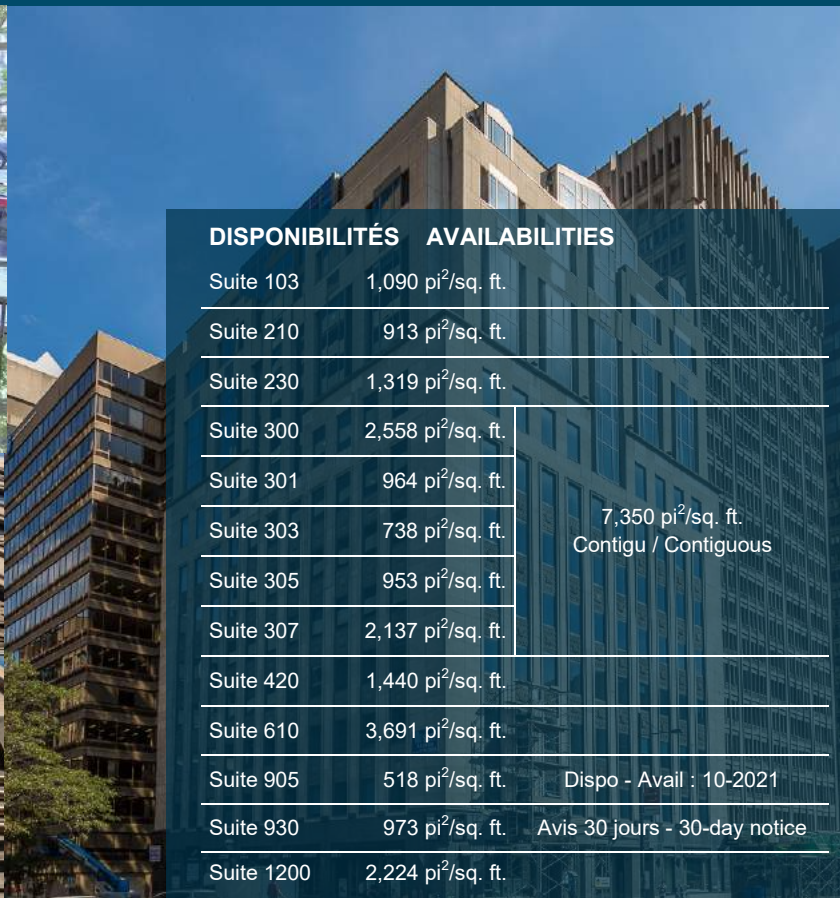 DISPONIBILITÉS AVAILABILITIES
Suite 103 1,090 pi²/sq. ft.
Suite 210 913 pi²/sq. ft.
Suite 230 1,319 pi²/sq. ft.
Suite 300 2,558 pi²/sq. ft.
Suite 301 964 pi²/sq. ft.
Suite 303 738 pi²/sq. ft.
Suite 305 953 pi²/sq. ft.
Suite 307 2,137 pi²/sq. ft.
7,350 pi²/sq. ft.
Contigu / Contiguous
Suite 420 1,440 pi²/sq. ft.
Suite 610 3,691 pi²/sq. ft.
Suite 905 518 pi²/sq. ft. Dispo - Avail : 10-2021
Suite 930 973 pi²/sq. ft. Avis 30 jours - 30-day notice
Suite 1200 2,224 pi²/sq. ft.